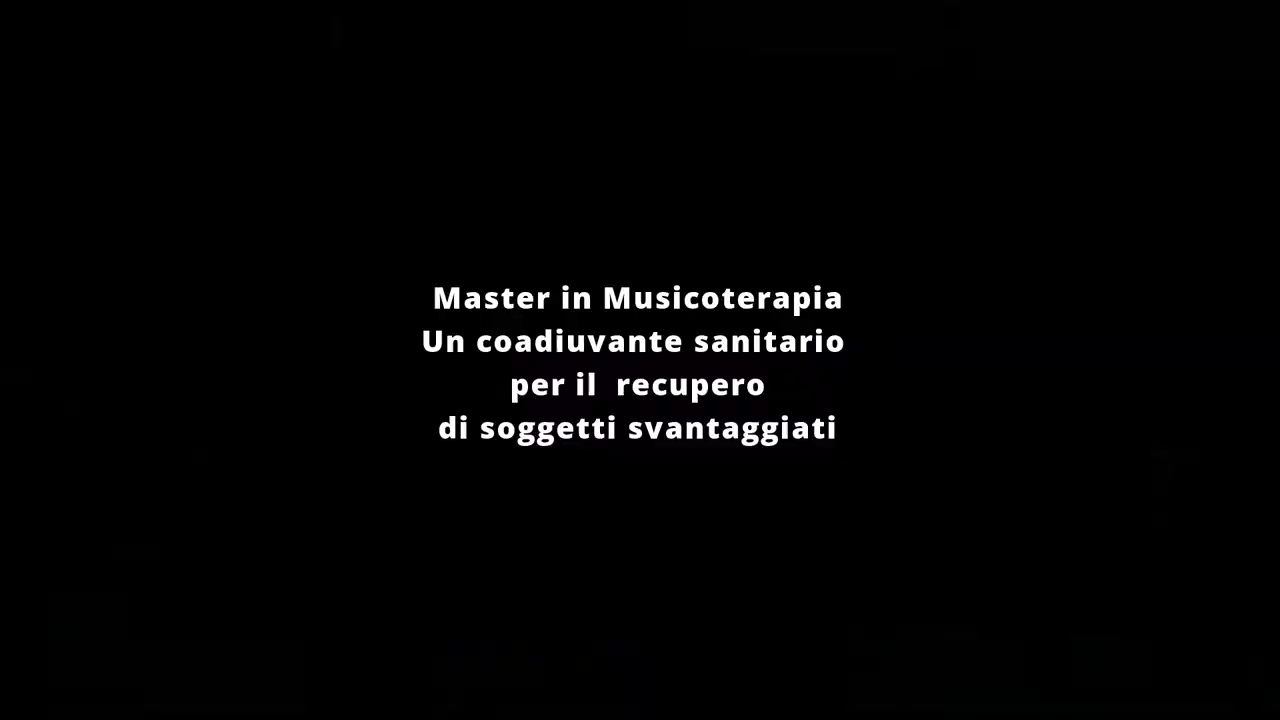 Master in Musicoterapia
Un coadiuvante sanitario
per il  recupero
di soggetti svantaggiati